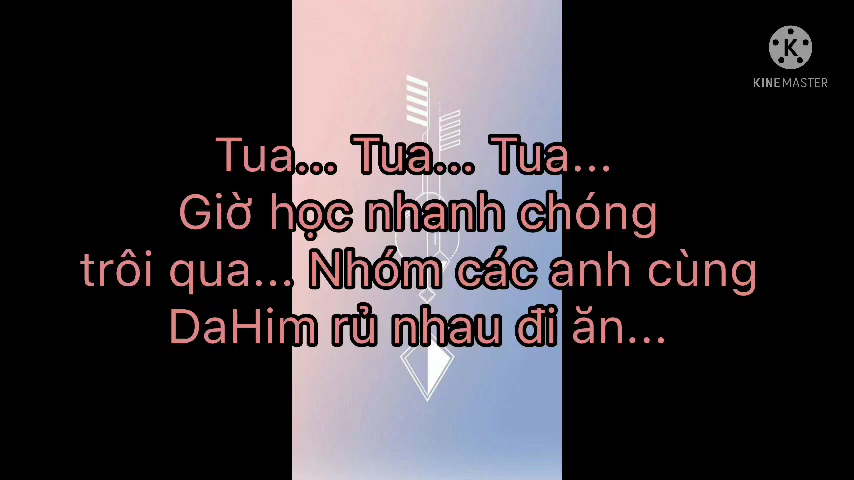 KINEMASTER
Tua... Tua... Tua...
Giờ học nhanh chóng
trôi qua... Nhóm các anh cùng
DaHim rủ nhau đi ăn...